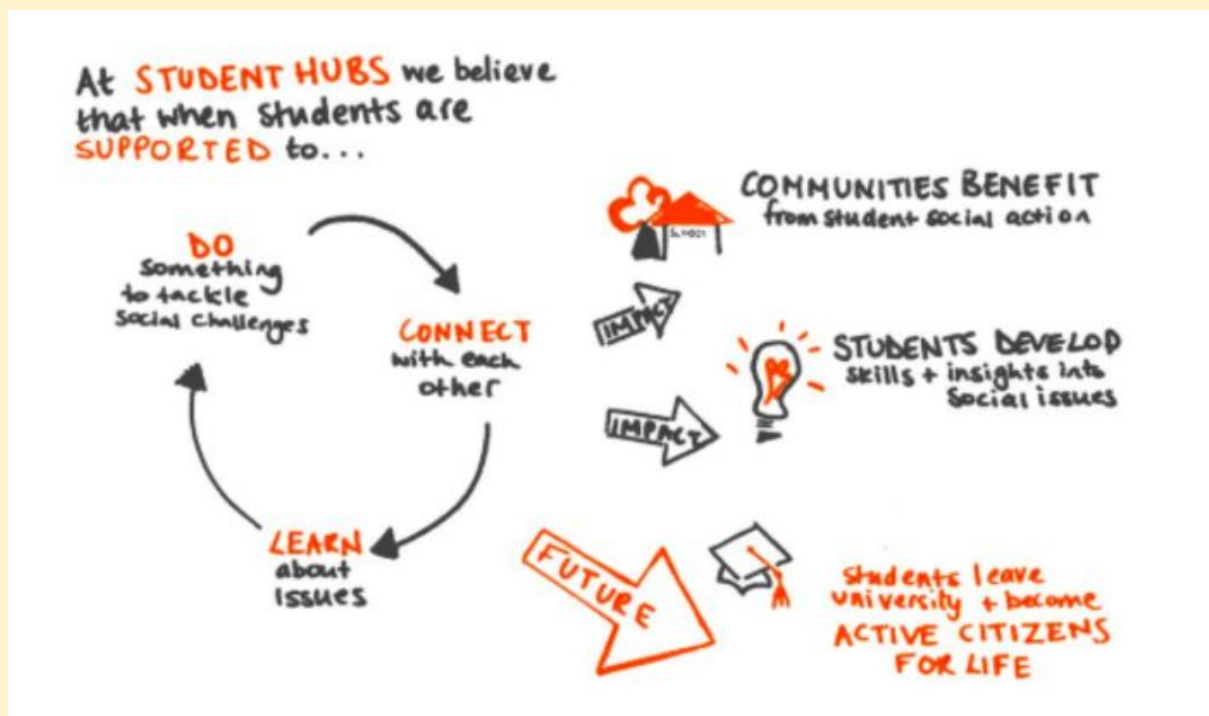 At STUDENT HUBS we believe
that when students are
SUPPORTED to...
DO
something
to tackle
social challenges
CONNECT
with each
other
LEARN
about
issues
IMPACT
COMMUNITIES BENEFIT
from student social action
SCHOOL
IMPACT
STUDENTS DEVELOP
skills + insights into
social issues
FUTURE
students leave
university + become
ACTIVE CITIZENS
FOR LIFE